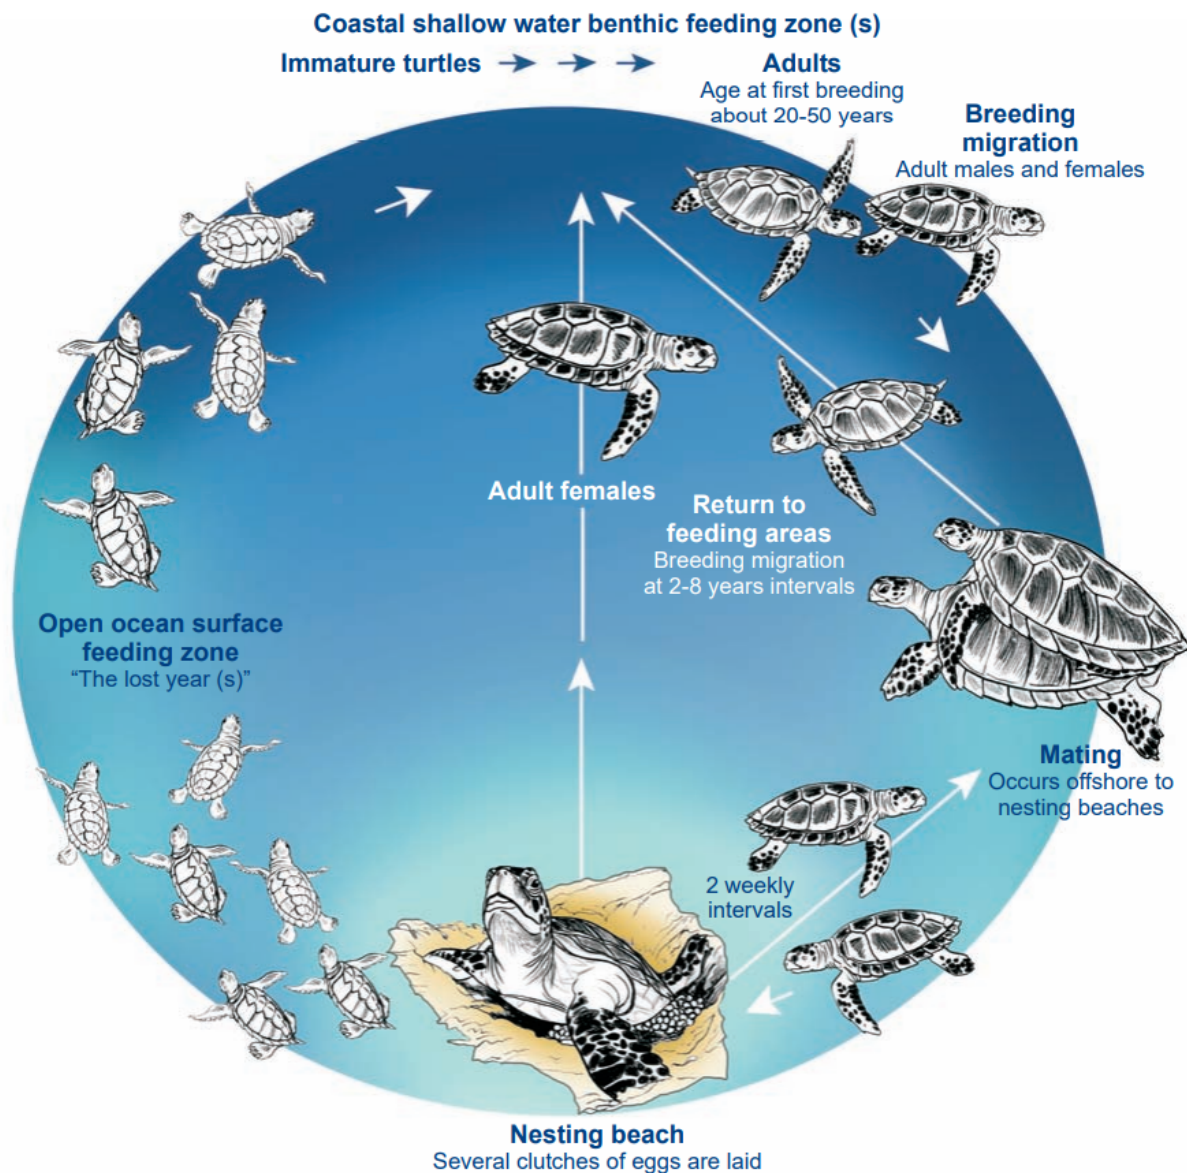 Coastal shallow water benthic feeding zone (s)
Immature turtles
Adults
Age at first breeding
about 20-50 years
Breeding
migration
Adult males and females
Adult females
Return to
feeding areas
Breeding migration
at 2-8 years intervals
Open ocean surface
feeding zone
“The lost year (s)”
Mating
Occurs offshore to
nesting beaches
2 weekly
intervals
Nesting beach
Several clutches of eggs are laid